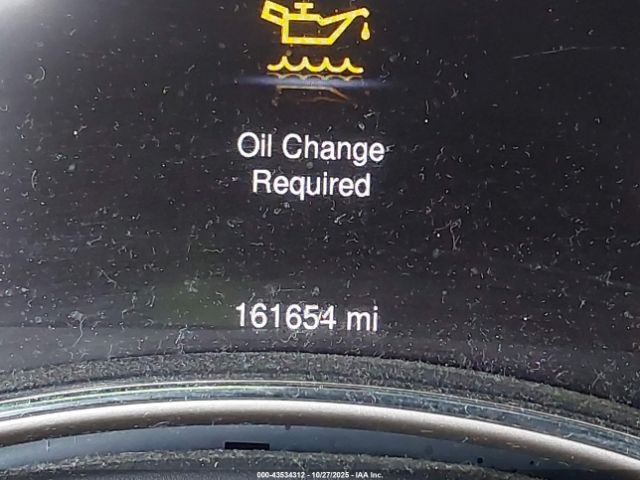 Oil Change
Required
161654 mi
000-43534312 - 10/27/2025 - IAA Inc.